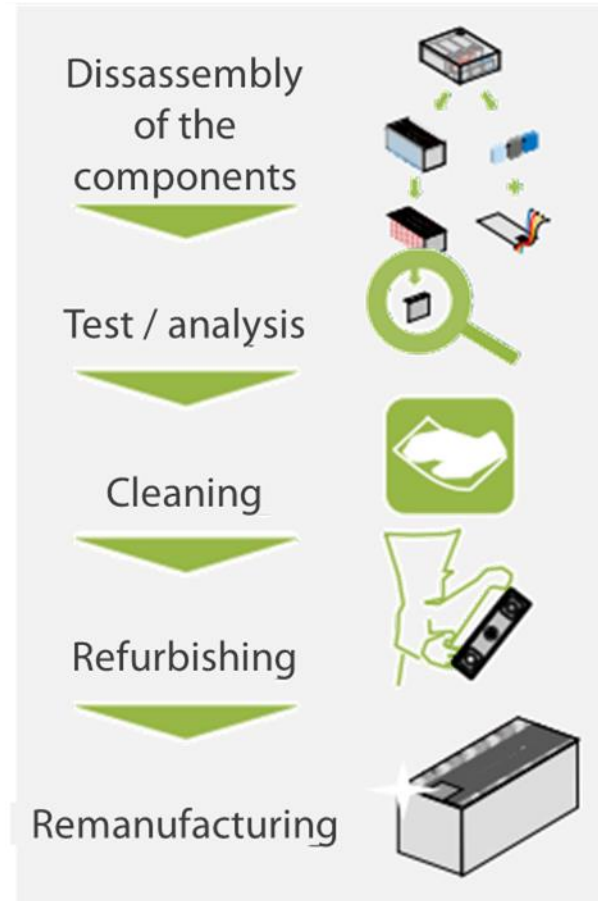 Dissassembly
of the
components
Test / analysis
Cleaning
Refurbishing
Remanufacturing